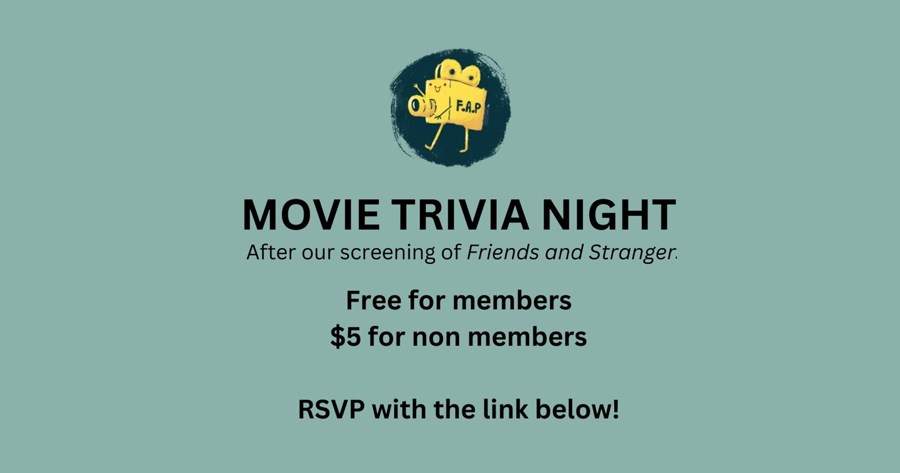 F.A.P
MOVIE TRIVIA NIGHT
After our screening of Friends and Stranger.
Free for members
$5 for non members
RSVP with the link below!